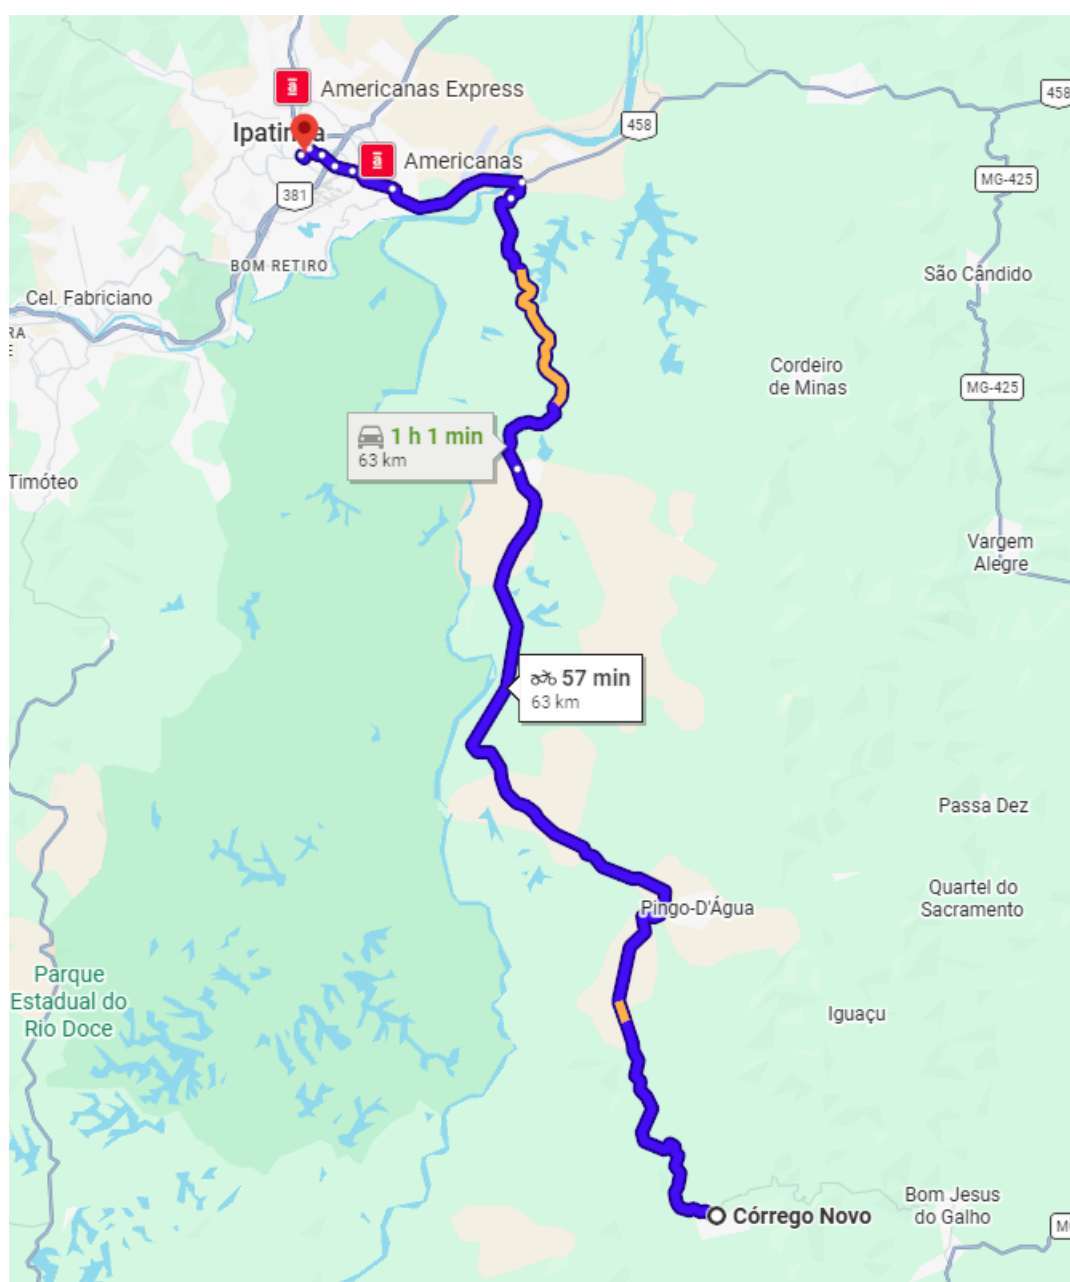 Americanas Express
458
458
Ipatinga
Americanas
MG-425
381
BOM RETIRO
São Cândido
Cel. Fabriciano
RA
E
Cordeiro
de Minas
MG-425
1 h 1 min
63 km
Timóteo
Vargem
Alegre
57 min
63 km
Passa Dez
Quartel do
Sacramento
Pingo-D'Água
Parque
Estadual do
Rio Doce
Iguaçu
Bom Jesus
do Galho
Córrego Novo
M